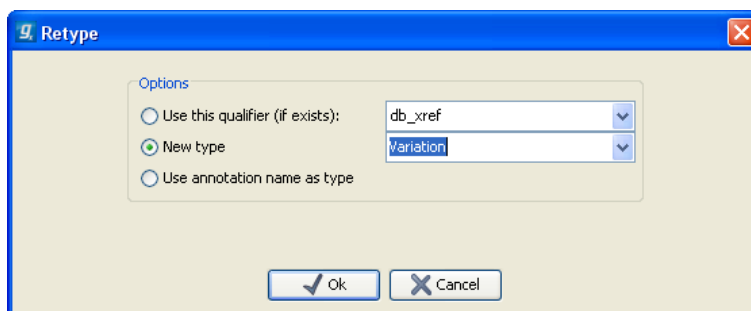 Retype
Options
Use this qualifier (if exists): db_xref
New type Variation
Use annotation name as type
Ok Cancel